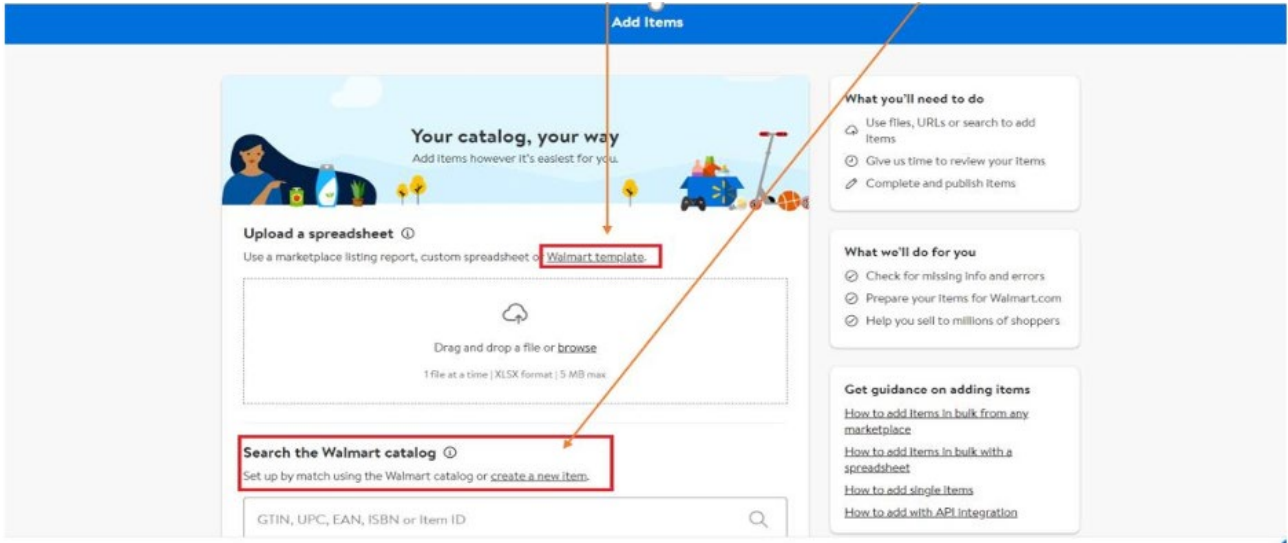 Add Items
Your catalog, your way
Add items however it's easiest for you.
Upload a spreadsheet
Use a marketplace listing report, custom spreadsheet or Walmart template.
Drag and drop a file or browse
1 file at a time | XLSX format | 5 MB max
Search the Walmart catalog
Set up by match using the Walmart catalog or create a new item.
GTIN, UPC, EAN, ISBN or Item ID
What you'll need to do
Use files, URLs or search to add
items
Give us time to review your items
Complete and publish items
What we'll do for you
Check for missing info and errors
Prepare your items for Walmart.com
Help you sell to millions of shoppers
Get guidance on adding items
How to add items in bulk from any
marketplace
How to add items in bulk with a
spreadsheet
How to add single items
How to add with API integration